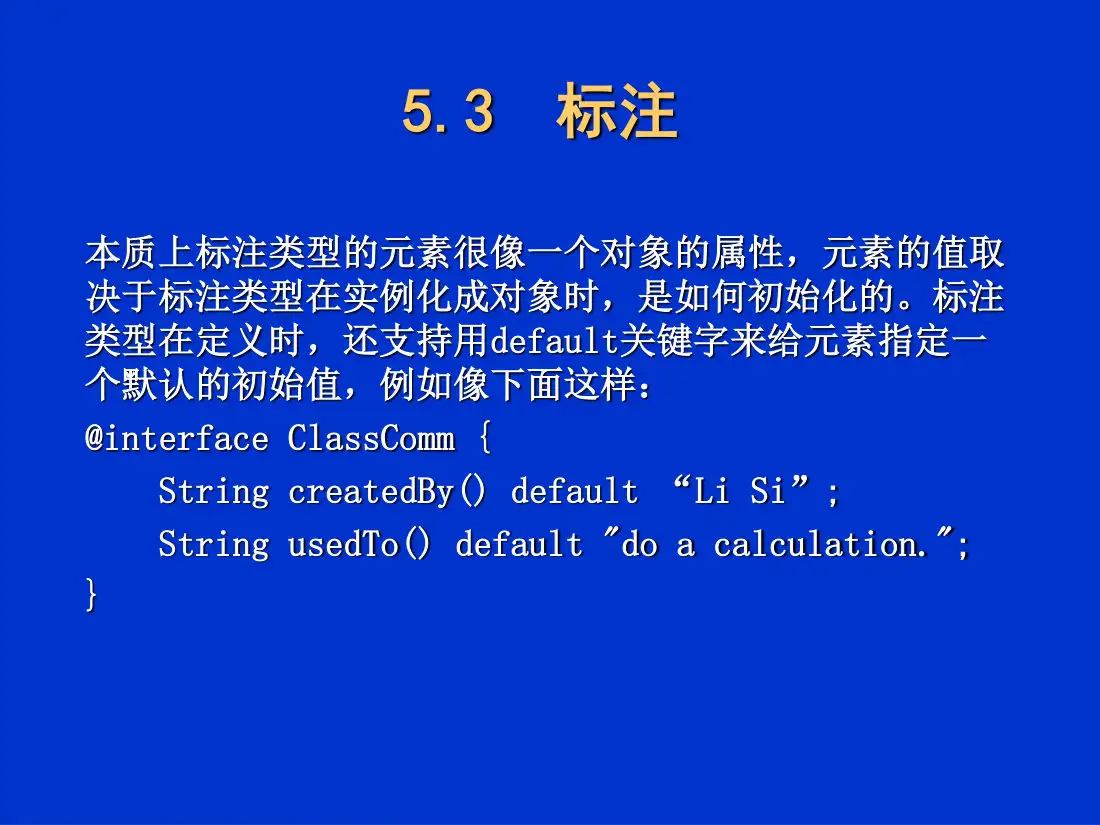 5.3 标注
本质上标注类型的元素很像一个对象的属性，元素的值取
决于标注类型在实例化成对象时，是如何初始化的。标注
类型在定义时，还支持用default关键字来给元素指定一
个默认的初始值，例如像下面这样：
@interface ClassComm {
    String createdBy() default “Li Si”;
    String usedTo() default "do a calculation.";
}